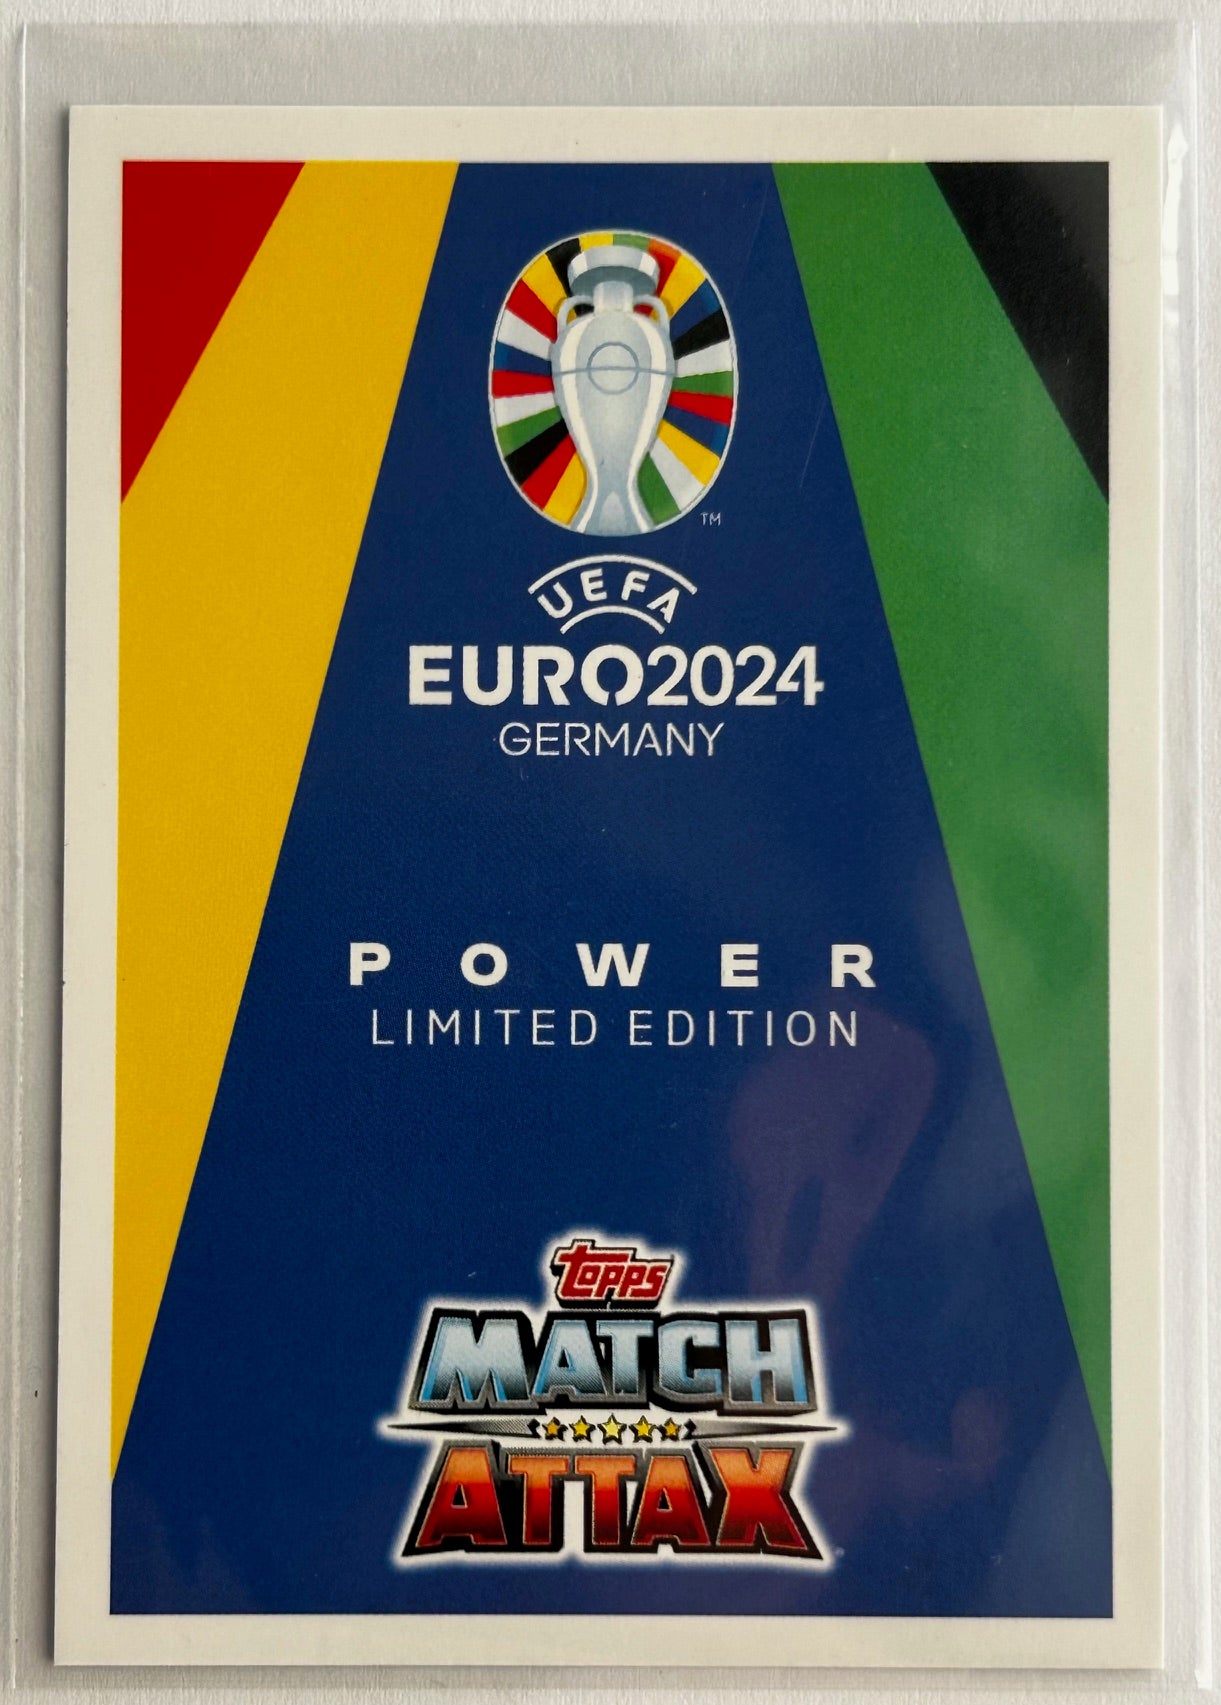 TM
UEFA
EURO2024
GERMANY
POWER
LIMITED EDITION
topps
MATCH
ATTAX